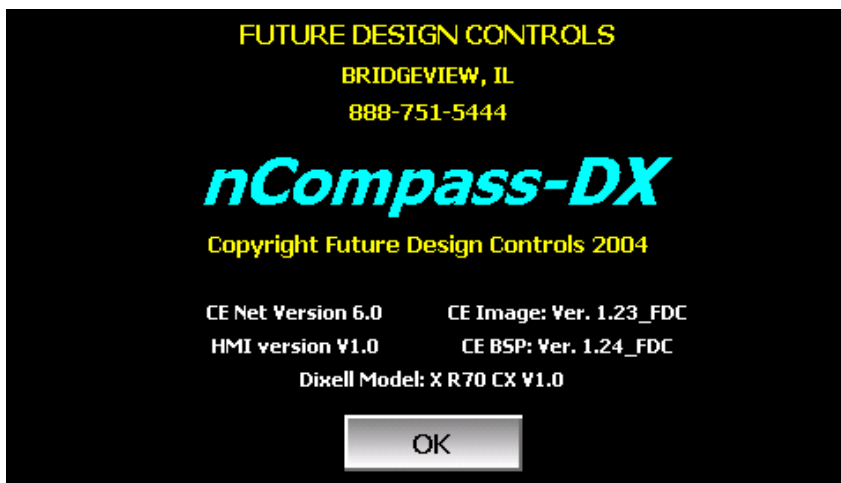 FUTURE DESIGN CONTROLS
BRIDGEVIEW, IL
888-751-5444
nCompass-DX
Copyright Future Design Controls 2004
CE Net Version 6.0 CE Image: Ver. 1.23_FDC
HMI version V1.0 CE BSP: Ver. 1.24_FDC
Dixell Model: X R70 CX V1.0
OK